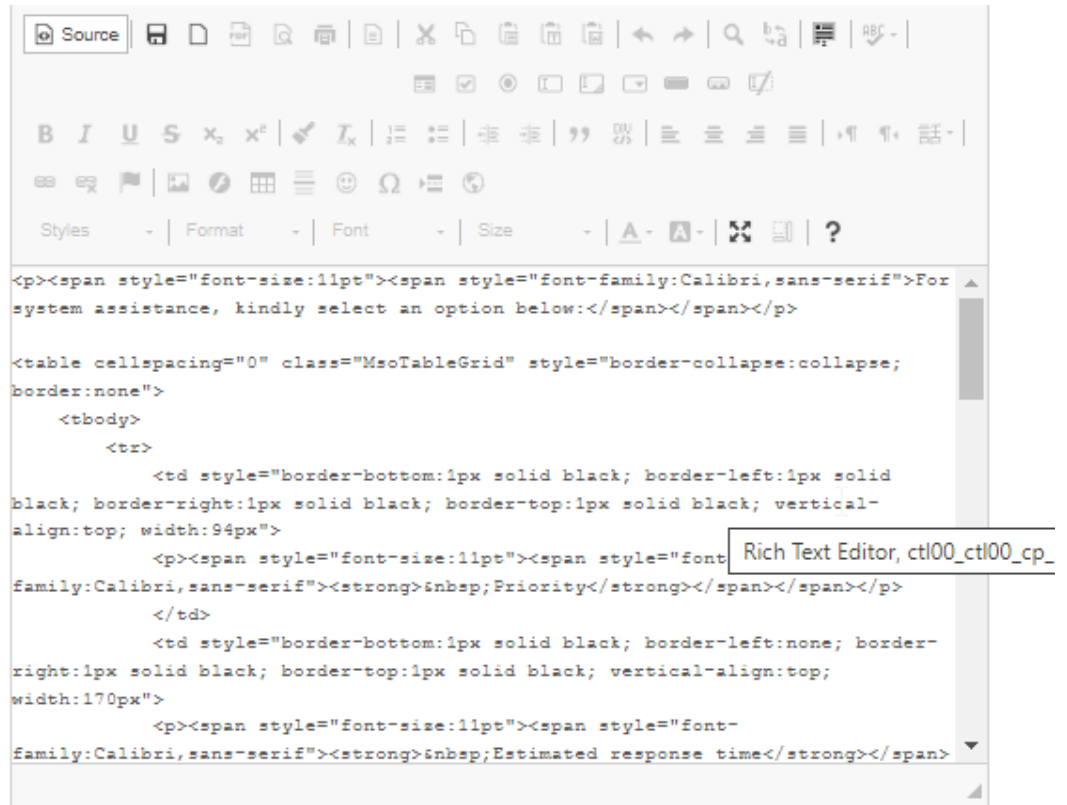 Source
ABC
B I U S x₂ x² Tx
DIV
Styles Format Font Size A A ?
<p><span style="font-size:11pt"><span style="font-family:Calibri,sans-serif">For
system assistance, kindly select an option below:</span></span></p>
<table cellspacing="0" class="MsoTableGrid" style="border-collapse:collapse;
border:none">
<tbody>
<tr>
<td style="border-bottom:1px solid black; border-left:1px solid
black; border-right:1px solid black; border-top:1px solid black; vertical-
align:top; width:94px">
<p><span style="font-size:11pt"><span style="font
Rich Text Editor, ctl00_ctl00_cp_
family:Calibri,sans-serif"><strong>&nbsp;Priority</strong></span></span></p>
</td>
<td style="border-bottom:1px solid black; border-left:none; border-
right:1px solid black; border-top:1px solid black; vertical-align:top;
width:170px">
<p><span style="font-size:11pt"><span style="font-
family:Calibri,sans-serif"><strong>&nbsp;Estimated response time</strong></span>